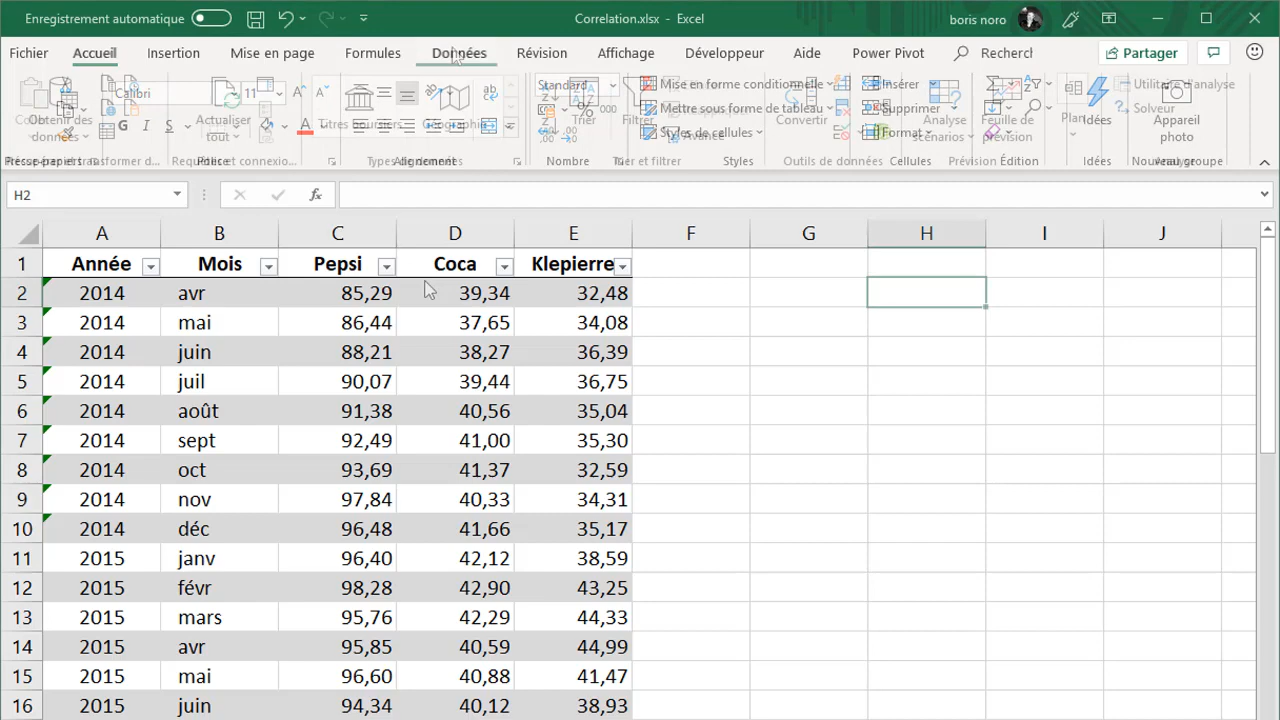 Enregistrement automatique
Correlation.xlsx - Excel
boris noro
Fichier Accueil Insertion Mise en page Formules Données Révision Affichage Développeur Aide Power Pivot Recherch Partager
Calibri 11 Standard Mise en forme conditionnelle Insérer Utilitaire d'analyse
Obtenir des Actualiser Filtrer Mettre sous forme de tableau Convertir Supprimer Analyse Feuille de Plan Idées Solveur
données tout Styles de cellules Avancé Format scénarios prévision Appareil
photo
Police Alignement Nombre Trier et filtrer Styles Outils de données Cellules Prévision Édition Idées Nouveau groupe
H2 fx
A B C D E F G H I J
1 Année Mois Pepsi Coca Klepierre
2 2014 avr 85,29 39,34 32,48
3 2014 mai 86,44 37,65 34,08
4 2014 juin 88,21 38,27 36,39
5 2014 juil 90,07 39,44 36,75
6 2014 août 91,38 40,56 35,04
7 2014 sept 92,49 41,00 35,30
8 2014 oct 93,69 41,37 32,59
9 2014 nov 97,84 40,33 34,31
10 2014 déc 96,48 41,66 35,17
11 2015 janv 96,40 42,12 38,59
12 2015 févr 98,28 42,90 43,25
13 2015 mars 95,76 42,29 44,33
14 2015 avr 95,85 40,59 44,99
15 2015 mai 96,60 40,88 41,47
16 2015 juin 94,34 40,12 38,93